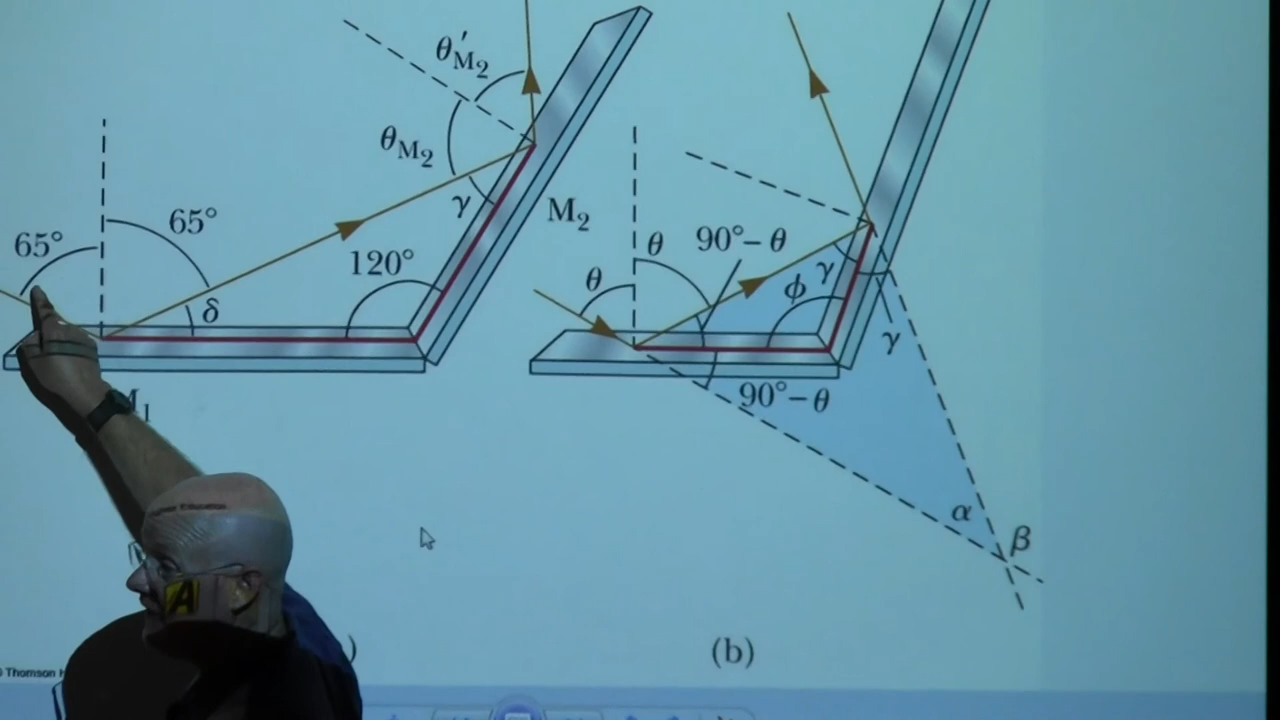 θ′M₂
θM₂
65°
65°
γ
M₂
120°
δ
θ
θ
90°–θ
γ
ϕ
γ
90°–θ
α
β
(b)
)
© Thomson
A